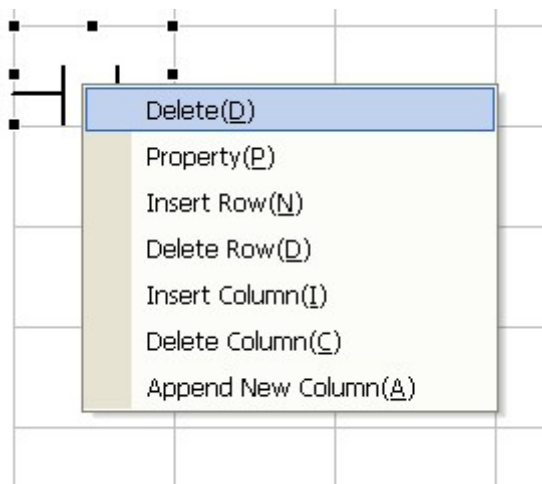 Delete(D)
Property(P)
Insert Row(N)
Delete Row(D)
Insert Column(I)
Delete Column(C)
Append New Column(A)